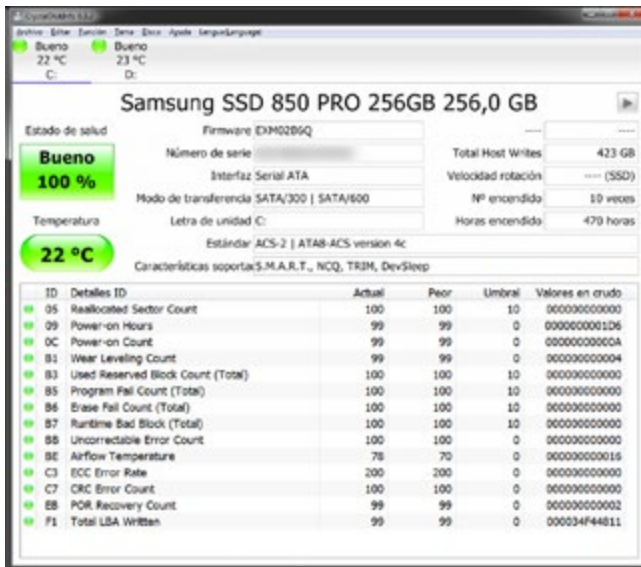 CrystalDiskInfo
Archivo Editar Función Tema Disco Ayuda Lengua(Language)
Bueno Bueno
22 °C 23 °C
C: D:
Samsung SSD 850 PRO 256GB 256,0 GB
Estado de salud
Bueno
100 %
Temperatura
22 °C
Firmware EXM02B6Q ---- ----
Número de serie Total Host Writes 423 GB
Interfaz Serial ATA Velocidad rotación ---- (SSD)
Modo de transferencia SATA/300 | SATA/600 Nº encendido 10 veces
Letra de unidad C: Horas encendido 470 horas
Estándar ACS-2 | ATA8-ACS version 4c
Características soporta S.M.A.R.T., NCQ, TRIM, DevSleep
ID Detalles ID Actual Peor Umbral Valores en crudo
05 Reallocated Sector Count 100 100 10 000000000000
09 Power-on Hours 99 99 0 0000000001D6
0C Power-on Count 99 99 0 00000000000A
B1 Wear Leveling Count 99 99 0 000000000004
B3 Used Reserved Block Count (Total) 100 100 10 000000000000
B5 Program Fail Count (Total) 100 100 10 000000000000
B6 Erase Fail Count (Total) 100 100 10 000000000000
B7 Runtime Bad Block (Total) 100 100 10 000000000000
BB Uncorrectable Error Count 100 100 0 000000000000
BE Airflow Temperature 78 70 0 000000000016
C3 ECC Error Rate 200 200 0 000000000000
C7 CRC Error Count 100 100 0 000000000000
EB POR Recovery Count 99 99 0 000000000002
F1 Total LBA Written 99 99 0 000034F44811